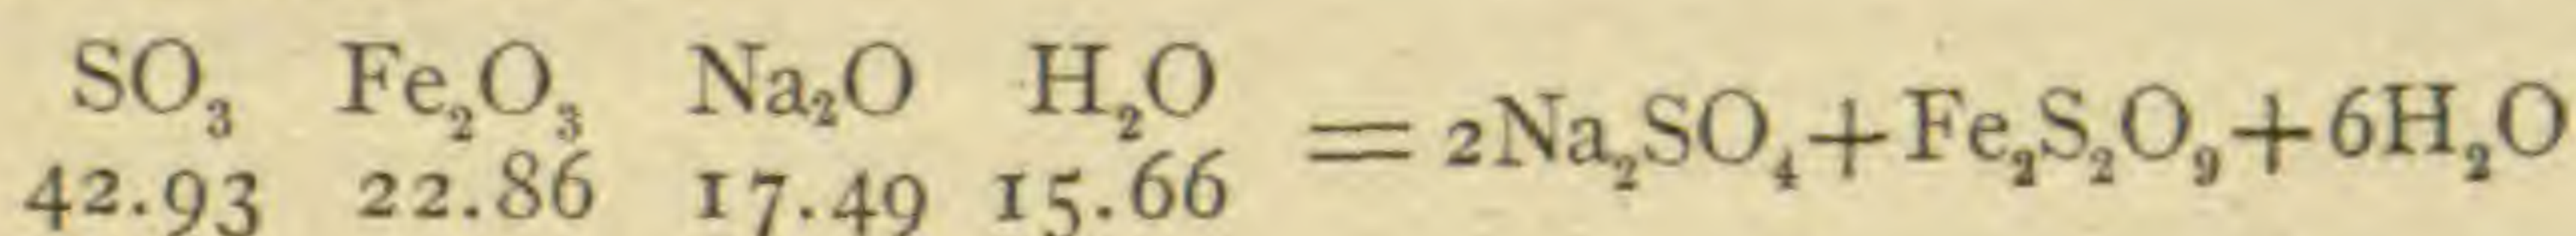 SO₃ Fe₂O₃ Na₂O H₂O
42.93 22.86 17.49 15.66 =2Na₂SO₄+Fe₂S₂O₉+6H₂O